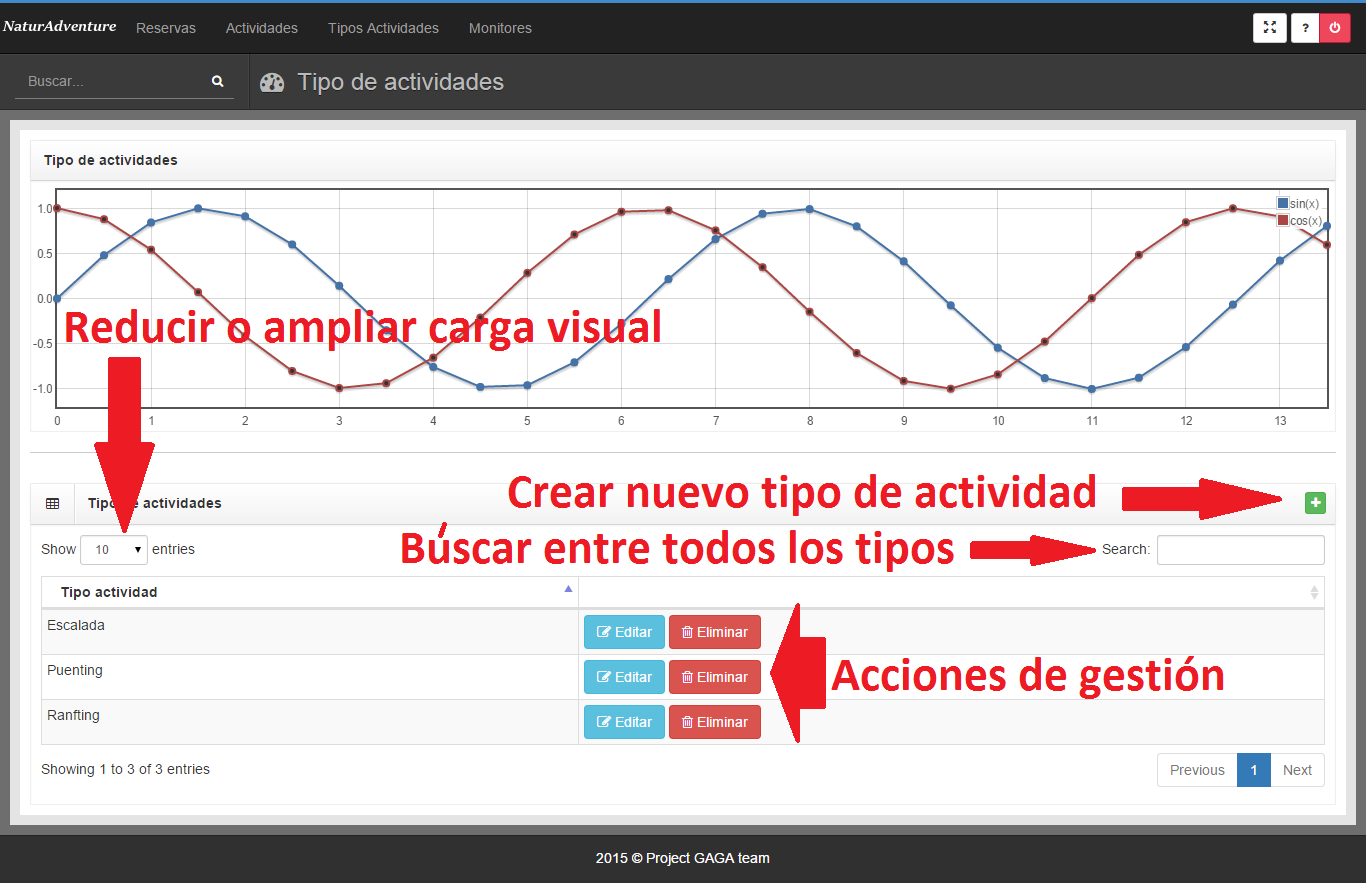 NaturAdventure Reservas Actividades Tipos Actividades Monitores ?
Buscar... Tipo de actividades
Tipo de actividades
sin(x)
cos(x)
1.0
0.5
0.0
-0.5
-1.0
0 1 2 3 4 5 6 7 8 9 10 11 12 13
Reducir o ampliar carga visual
Crear nuevo tipo de actividad
Tipo de actividades
Búscar entre todos los tipos
Show 10 entries Search:
Tipo actividad
Escalada Editar Eliminar
Puenting Editar Eliminar
Ranfting Editar Eliminar
Acciones de gestión
Showing 1 to 3 of 3 entries Previous 1 Next
2015 © Project GAGA team